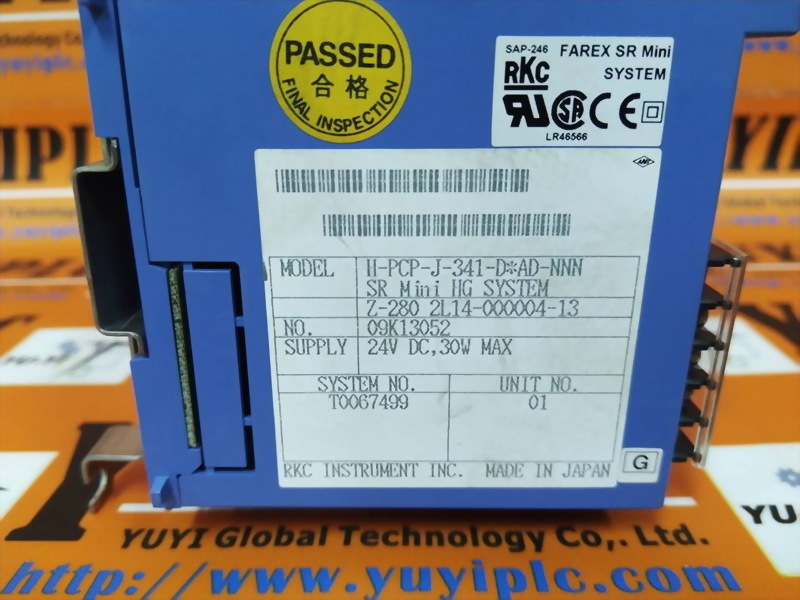 PASSED
合格
FINAL INSPECTION
SAP-246 FAREX SR Mini
RKC SYSTEM
LR46566
MODEL H-PCP-J-341-D*AD-NNN
SR Mini HG SYSTEM
Z-280 2L14-000004-13
NO. 09K13052
SUPPLY 24V DC,30W MAX
SYSTEM NO. UNIT NO.
T0067499 01
RKC INSTRUMENT INC. MADE IN JAPAN
G
YUYI Global Technology Co,. Ltd.
http://www.yuyiplc.com/